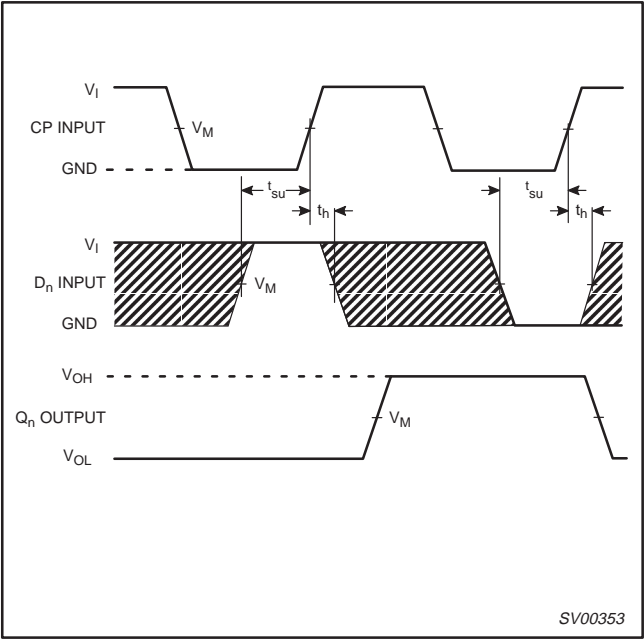 VI
CP INPUT
VM
GND
tsu
tsu
th
th
VI
Dn INPUT
VM
GND
VOH
Qn OUTPUT
VM
VOL
SV00353